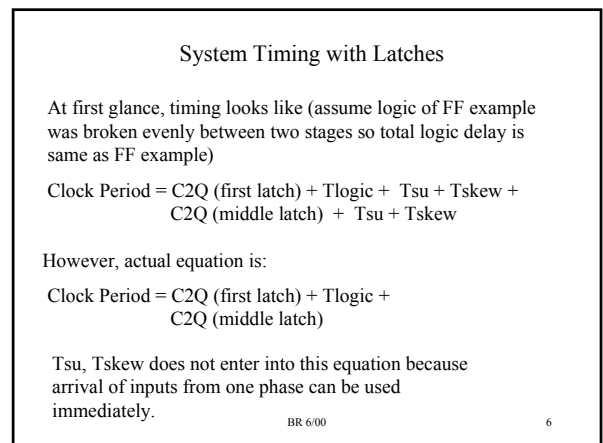 System Timing with Latches
At first glance, timing looks like (assume logic of FF example
was broken evenly between two stages so total logic delay is
same as FF example)
Clock Period = C2Q (first latch) + Tlogic + Tsu + Tskew +
C2Q (middle latch) + Tsu + Tskew
However, actual equation is:
Clock Period = C2Q (first latch) + Tlogic +
C2Q (middle latch)
Tsu, Tskew does not enter into this equation because
arrival of inputs from one phase can be used
immediately.
BR 6/00 6